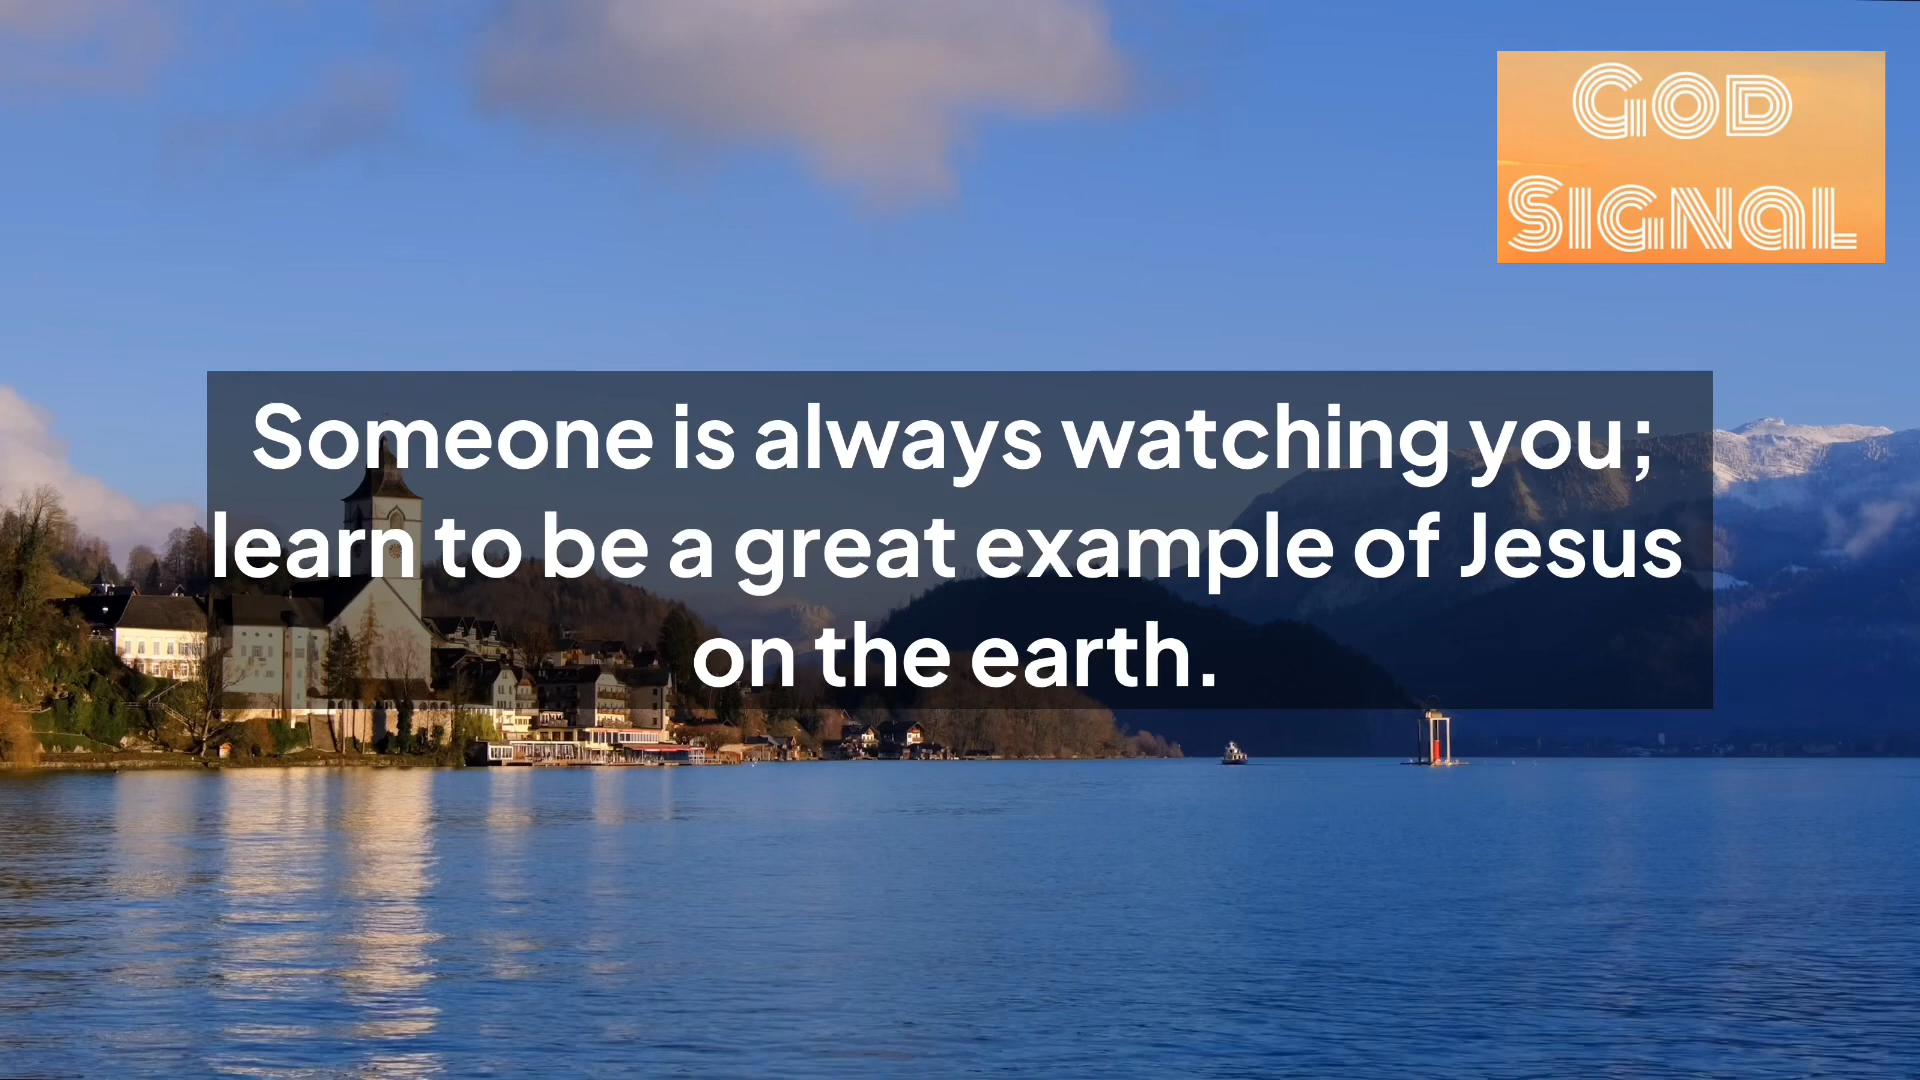 God
Signal
Someone is always watching you;
learn to be a great example of Jesus
on the earth.